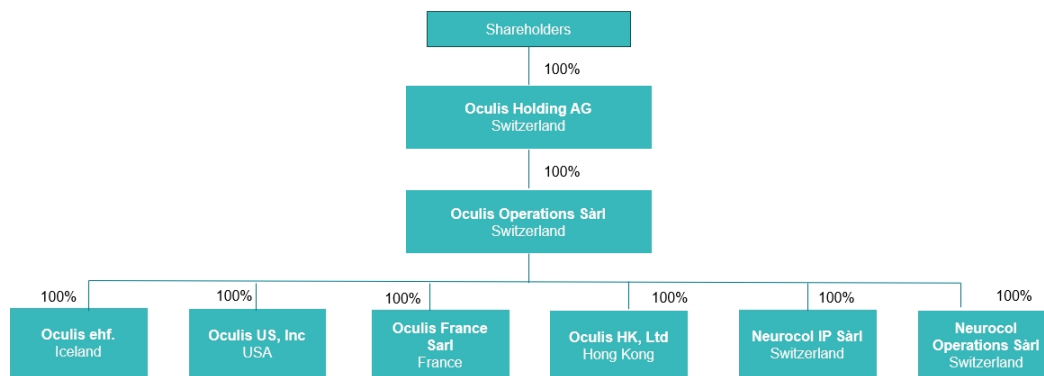 Shareholders
100%
Oculis Holding AG
Switzerland
100%
Oculis Operations Sàrl
Switzerland
100%
100%
100%
100%
100%
100%
Oculis ehf.
Iceland
Oculis US, Inc
USA
Oculis France
Sarl
France
Oculis HK, Ltd
Hong Kong
Neurocol IP Sàrl
Switzerland
Neurocol
Operations Sàrl
Switzerland